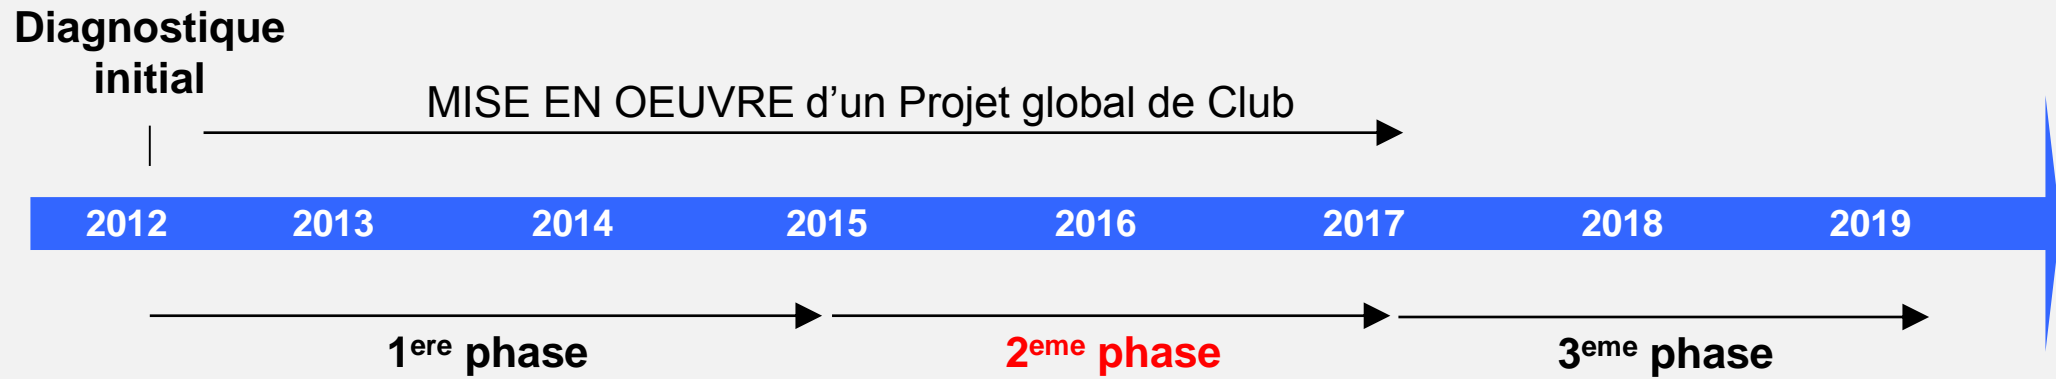 Diagnostique
initial
MISE EN OEUVRE d’un Projet global de Club
2012 2013 2014 2015 2016 2017 2018 2019
1ere phase 2eme phase 3eme phase